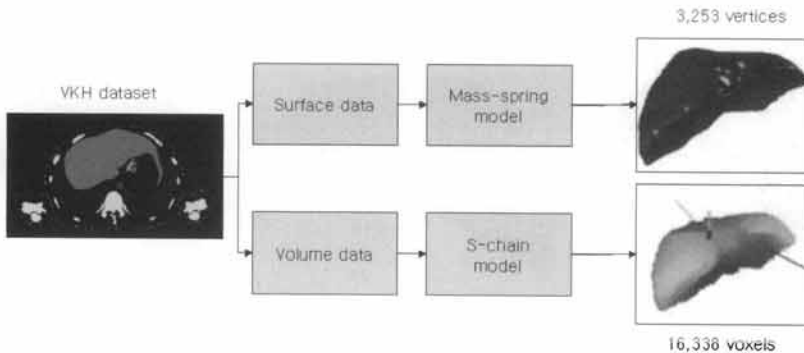 3,253 vertices
VKH dataset
Surface data
Mass-spring
model
Volume data
S-chain
model
16,338 voxels